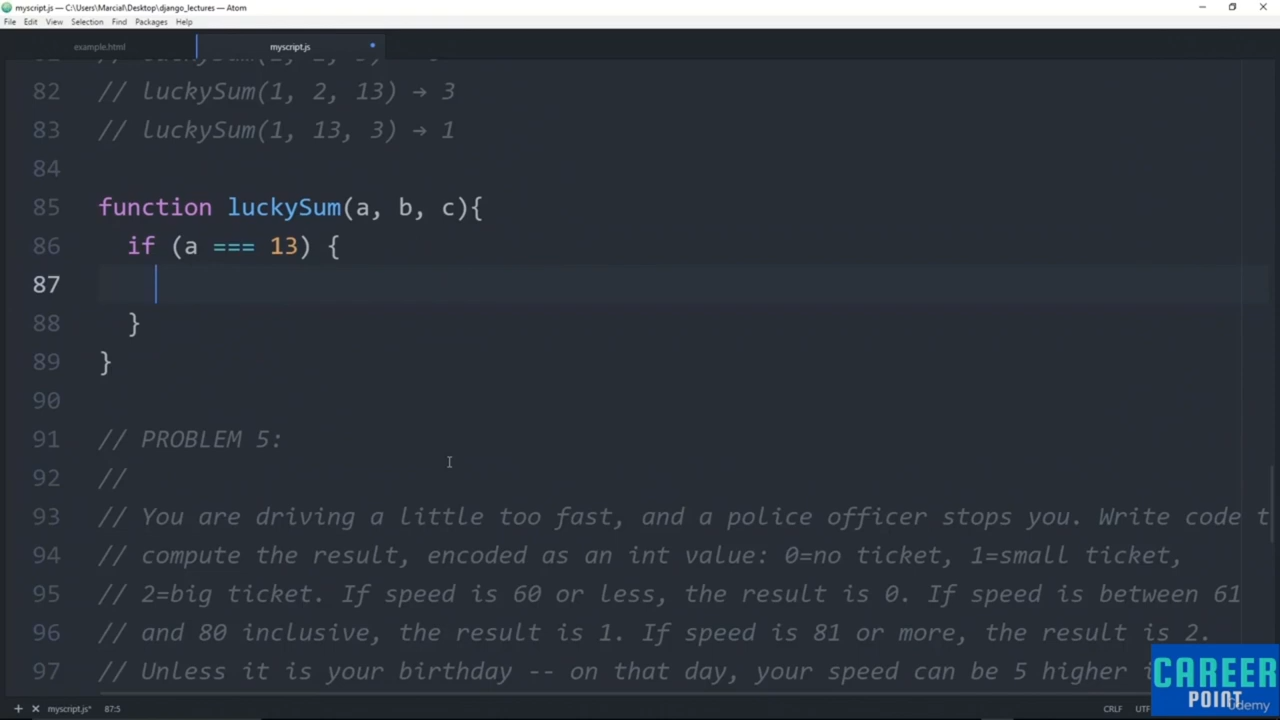 myscript.js — C:\Users\Marcial\Desktop\django_lectures — Atom
File Edit View Selection Find Packages Help
example.html myscript.js
82 // luckySum(1, 2, 13) → 3
83 // luckySum(1, 13, 3) → 1
84
85 function luckySum(a, b, c){
86 if (a === 13) {
87
88 }
89 }
90
91 // PROBLEM 5:
92 //
93 // You are driving a little too fast, and a police officer stops you. Write code t
94 // compute the result, encoded as an int value: 0=no ticket, 1=small ticket,
95 // 2=big ticket. If speed is 60 or less, the result is 0. If speed is between 61
96 // and 80 inclusive, the result is 1. If speed is 81 or more, the result is 2.
97 // Unless it is your birthday -- on that day, your speed can be 5 higher
CAREER
POINT
Udemy
+ × myscript.js* 87:5 CRLF